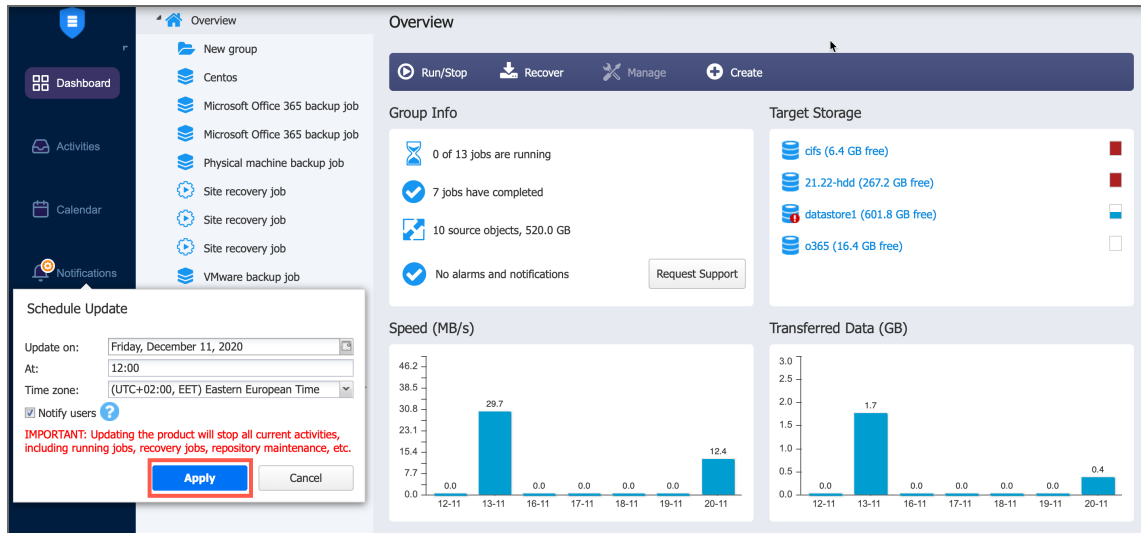 Dashboard
Activities
Calendar
Notifications
Overview
New group
Centos
Microsoft Office 365 backup job
Microsoft Office 365 backup job
Physical machine backup job
Site recovery job
Site recovery job
Site recovery job
VMware backup job
Schedule Update
Update on: Friday, December 11, 2020
At: 12:00
Time zone: (UTC+02:00, EET) Eastern European Time
Notify users ?
IMPORTANT: Updating the product will stop all current activities,
including running jobs, recovery jobs, repository maintenance, etc.
Apply Cancel
Overview
Run/Stop Recover Manage Create
Group Info
0 of 13 jobs are running
7 jobs have completed
10 source objects, 520.0 GB
No alarms and notifications Request Support
Target Storage
cifs (6.4 GB free)
21.22-hdd (267.2 GB free)
datastore1 (601.8 GB free)
o365 (16.4 GB free)
Speed (MB/s)
46.2
38.5
30.8 29.7
23.1
15.4 12.4
7.7
0.0 0.0 0.0 0.0 0.0 0.0
12-11 13-11 16-11 17-11 18-11 19-11 20-11
Transferred Data (GB)
3.0
2.5
2.0 1.7
1.5
1.0
0.5 0.4
0.0 0.0 0.0 0.0 0.0 0.0
12-11 13-11 16-11 17-11 18-11 19-11 20-11